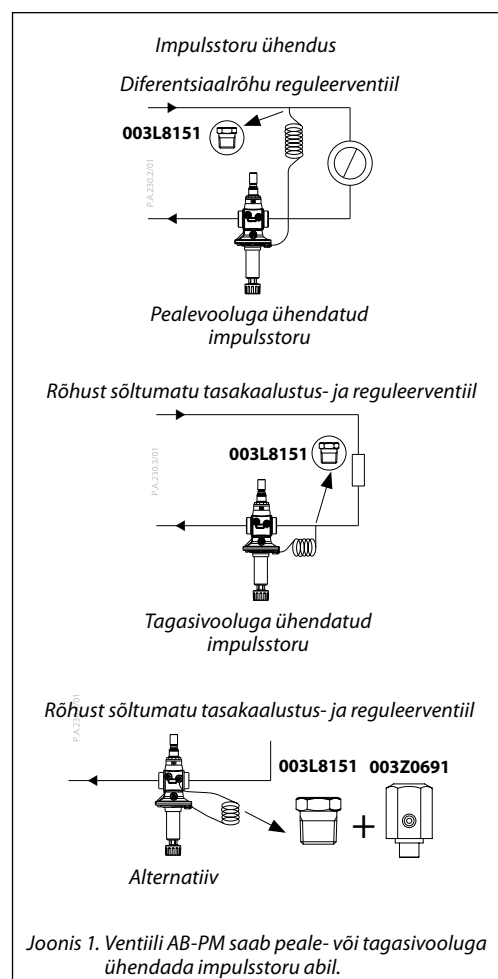 Impulsstoru ühendus
Diferentsiaalrõhu reguleerventiil
003L8151
P.A.230.2/01
Pealevooluga ühendatud
impulsstoru
Rõhust sõltumatu tasakaalustus- ja reguleerventiil
003L8151
P.A.230.3/01
Tagasivooluga ühendatud
impulsstoru
Rõhust sõltumatu tasakaalustus- ja reguleerventiil
003L8151 003Z0691
+
Alternatiiv
Joonis 1. Ventiili AB-PM saab peale- või tagasivooluga
ühendada impulsstoru abil.